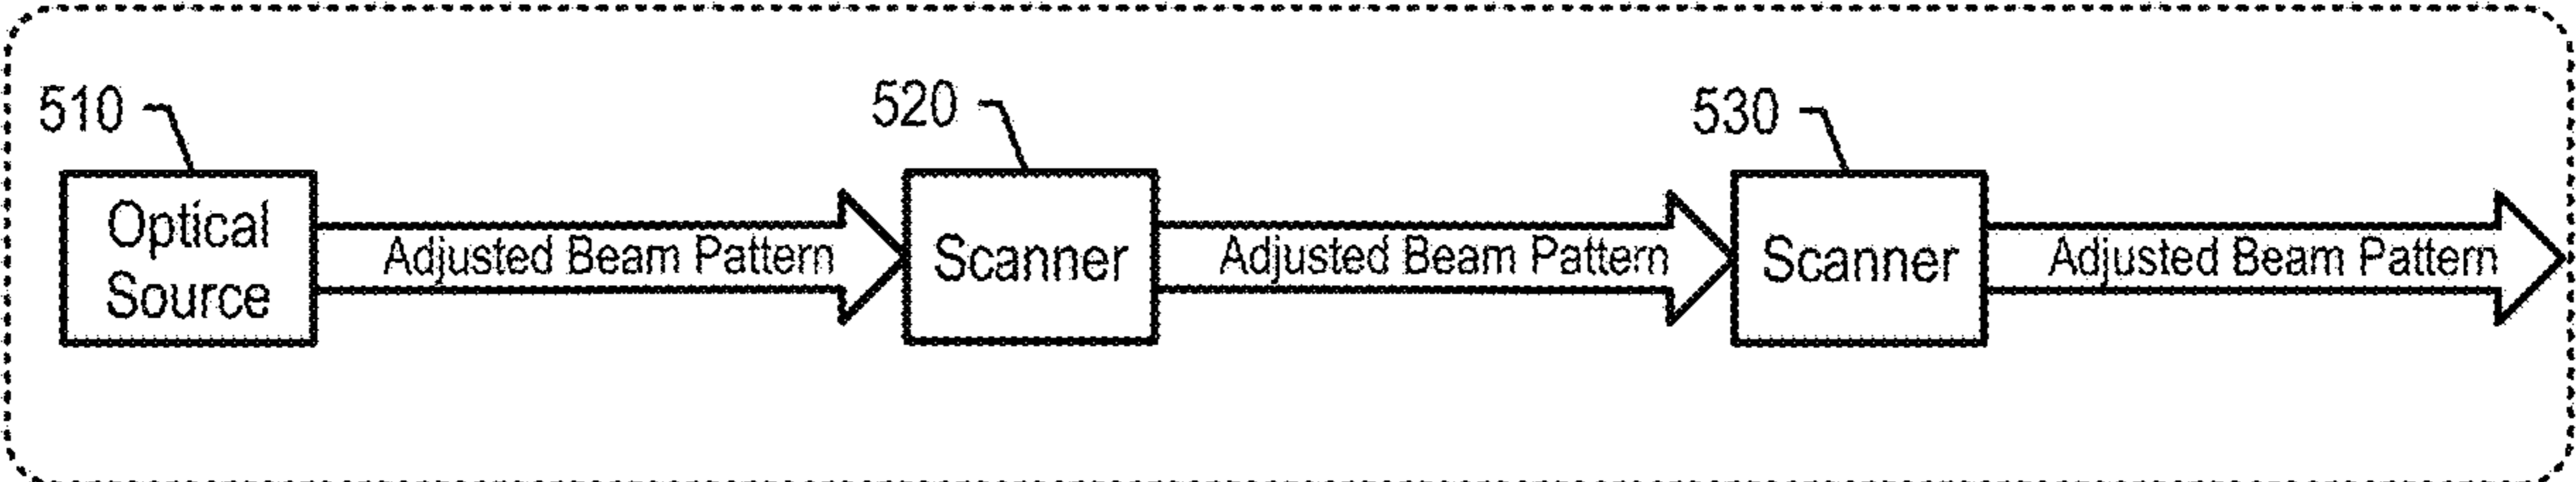 510
520
530
Optical
Source
Adjusted Beam Pattern
Scanner
Adjusted Beam Pattern
Scanner
Adjusted Beam Pattern